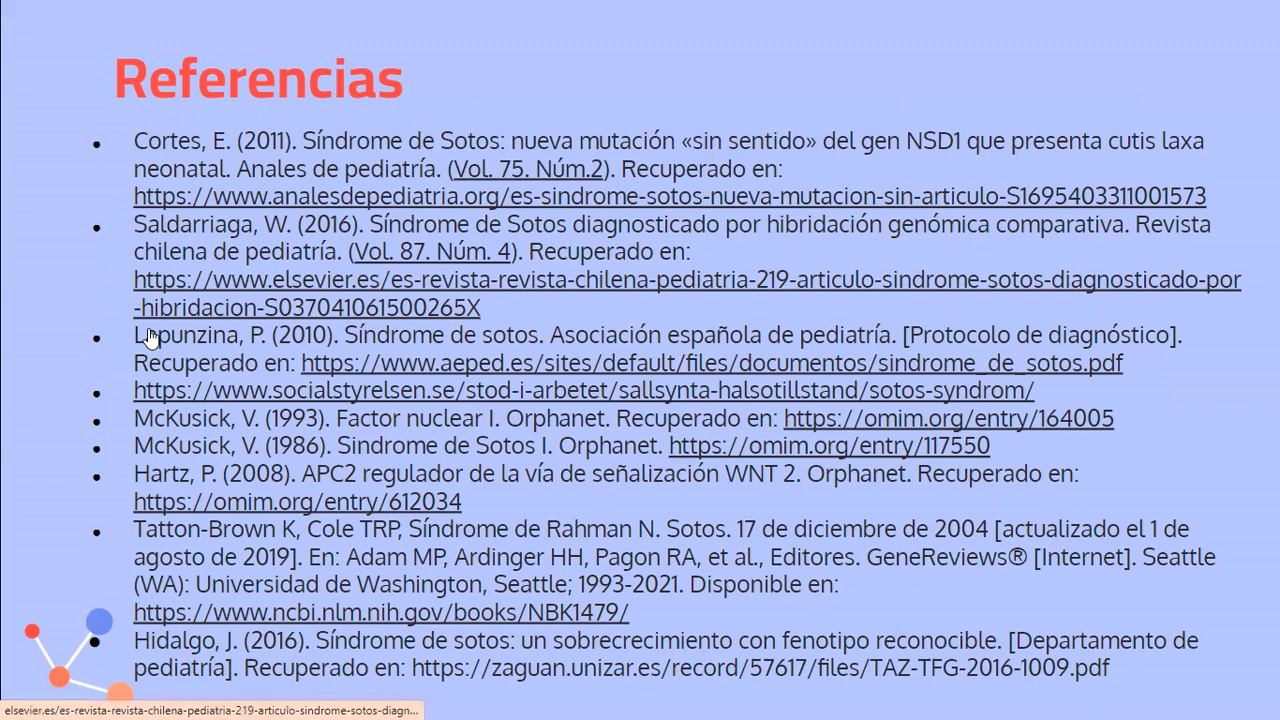 Referencias
Cortes, E. (2011). Síndrome de Sotos: nueva mutación «sin sentido» del gen NSD1 que presenta cutis laxa
neonatal. Anales de pediatría. (Vol. 75. Núm.2). Recuperado en:
https://www.analesdepediatria.org/es-sindrome-sotos-nueva-mutacion-sin-articulo-S1695403311001573
Saldarriaga, W. (2016). Síndrome de Sotos diagnosticado por hibridación genómica comparativa. Revista
chilena de pediatría. (Vol. 87. Núm. 4). Recuperado en:
https://www.elsevier.es/es-revista-revista-chilena-pediatria-219-articulo-sindrome-sotos-diagnosticado-por
-hibridacion-S037041061500265X
Lapunzina, P. (2010). Síndrome de sotos. Asociación española de pediatría. [Protocolo de diagnóstico].
Recuperado en: https://www.aeped.es/sites/default/files/documentos/sindrome_de_sotos.pdf
https://www.socialstyrelsen.se/stod-i-arbetet/sallsynta-halsotillstand/sotos-syndrom/
McKusick, V. (1993). Factor nuclear I. Orphanet. Recuperado en: https://omim.org/entry/164005
McKusick, V. (1986). Sindrome de Sotos I. Orphanet. https://omim.org/entry/117550
Hartz, P. (2008). APC2 regulador de la vía de señalización WNT 2. Orphanet. Recuperado en:
https://omim.org/entry/612034
Tatton-Brown K, Cole TRP, Síndrome de Rahman N. Sotos. 17 de diciembre de 2004 [actualizado el 1 de
agosto de 2019]. En: Adam MP, Ardinger HH, Pagon RA, et al., Editores. GeneReviews® [Internet]. Seattle
(WA): Universidad de Washington, Seattle; 1993-2021. Disponible en:
https://www.ncbi.nlm.nih.gov/books/NBK1479/
Hidalgo, J. (2016). Síndrome de sotos: un sobrecrecimiento con fenotipo reconocible. [Departamento de
pediatría]. Recuperado en: https://zaguan.unizar.es/record/57617/files/TAZ-TFG-2016-1009.pdf
elsevier.es/es-revista-revista-chilena-pediatria-219-articulo-sindrome-sotos-diagn...